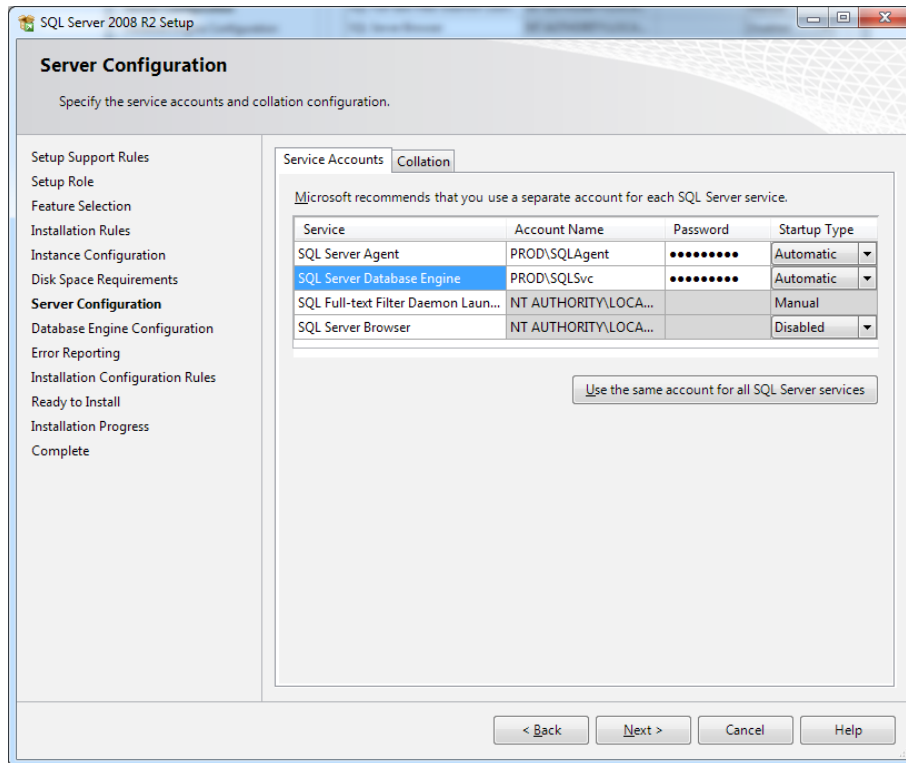 SQL Server 2008 R2 Setup
Server Configuration
Specify the service accounts and collation configuration.
Setup Support Rules
Setup Role
Feature Selection
Installation Rules
Instance Configuration
Disk Space Requirements
Server Configuration
Database Engine Configuration
Error Reporting
Installation Configuration Rules
Ready to Install
Installation Progress
Complete
Service Accounts Collation
Microsoft recommends that you use a separate account for each SQL Server service.
Service Account Name Password Startup Type
SQL Server Agent PROD\SQLAgent ●●●●●●●●● Automatic
SQL Server Database Engine PROD\SQLSvc ●●●●●●●●● Automatic
SQL Full-text Filter Daemon Laun... NT AUTHORITY\LOCA... Manual
SQL Server Browser NT AUTHORITY\LOCA... Disabled
Use the same account for all SQL Server services
< Back Next > Cancel Help